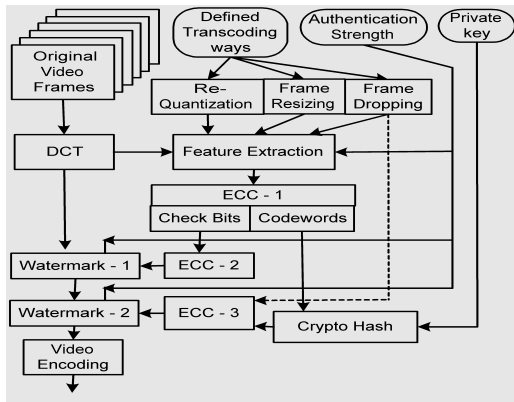 Original
Video
Frames
Defined
Transcoding
ways
Authentication
Strength
Private
key
Re-
Quantization
Frame
Resizing
Frame
Dropping
DCT
Feature Extraction
ECC - 1
Check Bits
Codewords
Watermark - 1
ECC - 2
Watermark - 2
ECC - 3
Crypto Hash
Video
Encoding